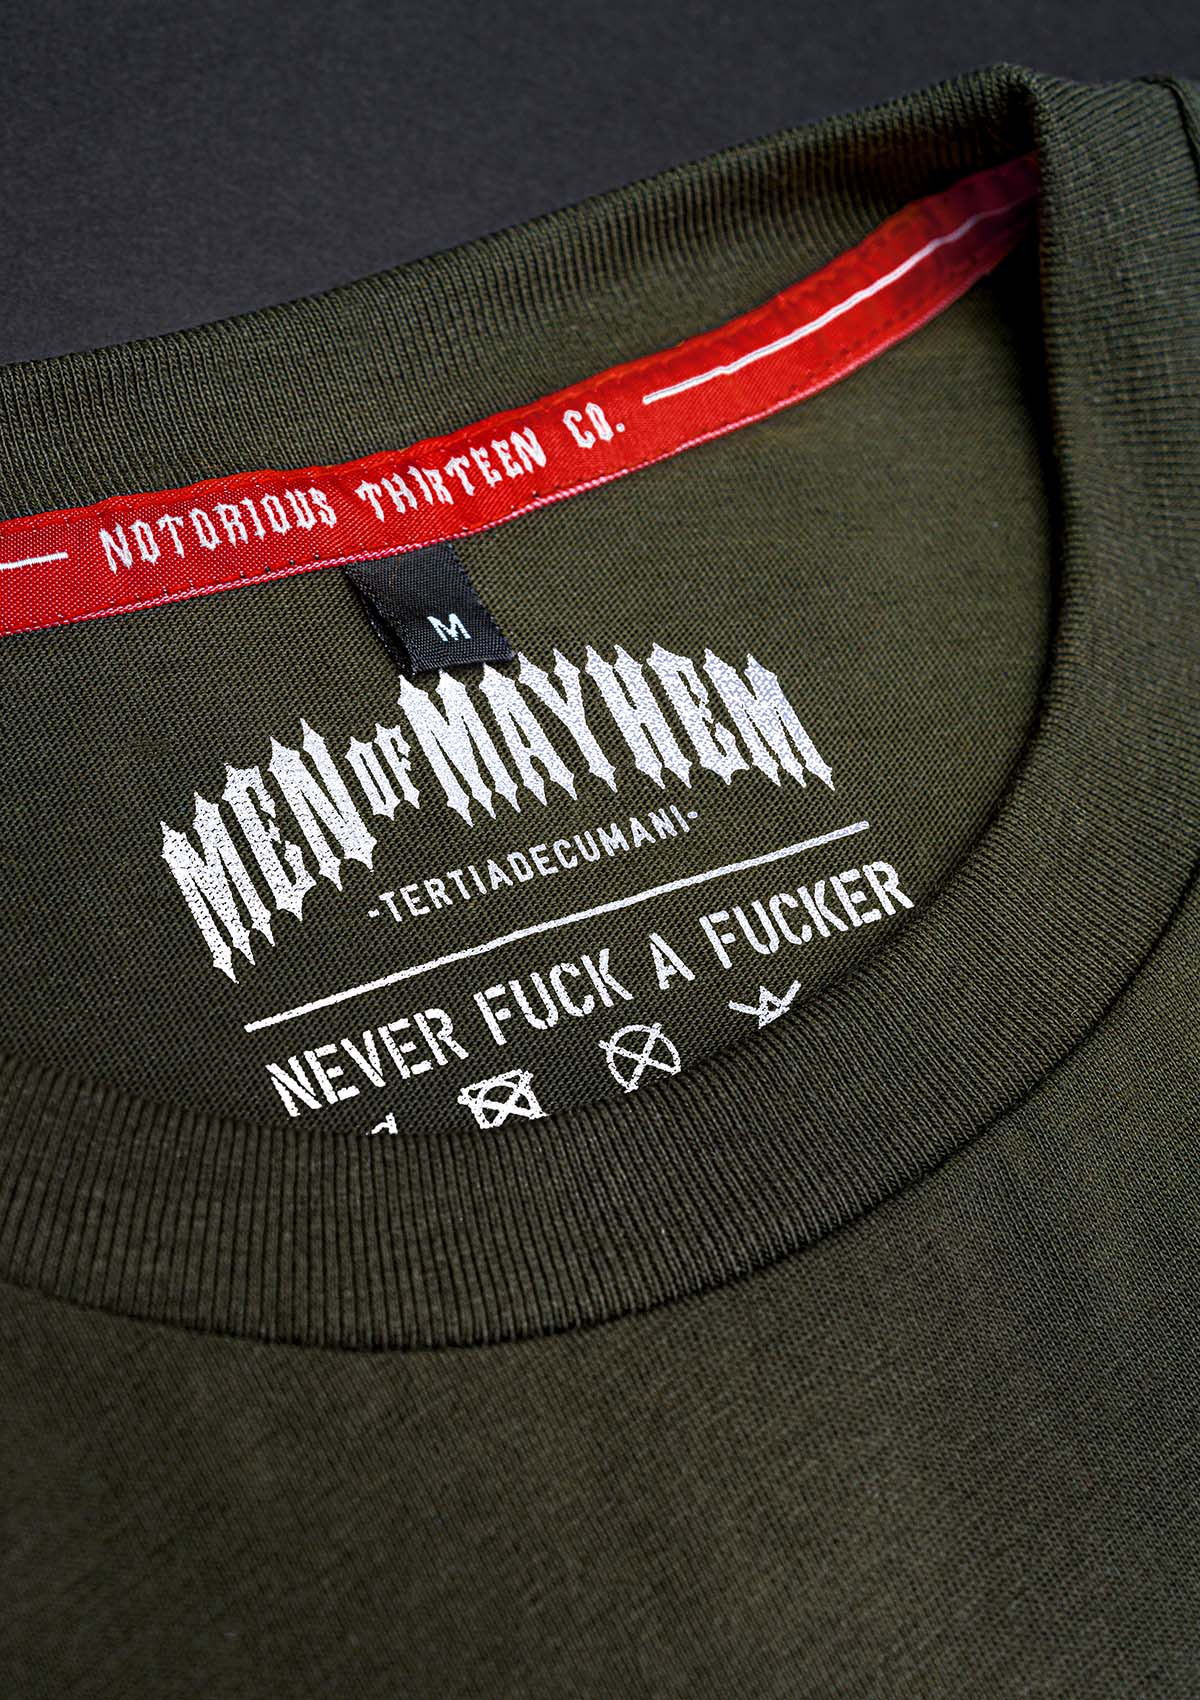 NOTORIOUS THIRTEEN CO.
M
MEN OF MAYHEM
-TERTIADECUMANI-
NEVER FUCK A FUCKER